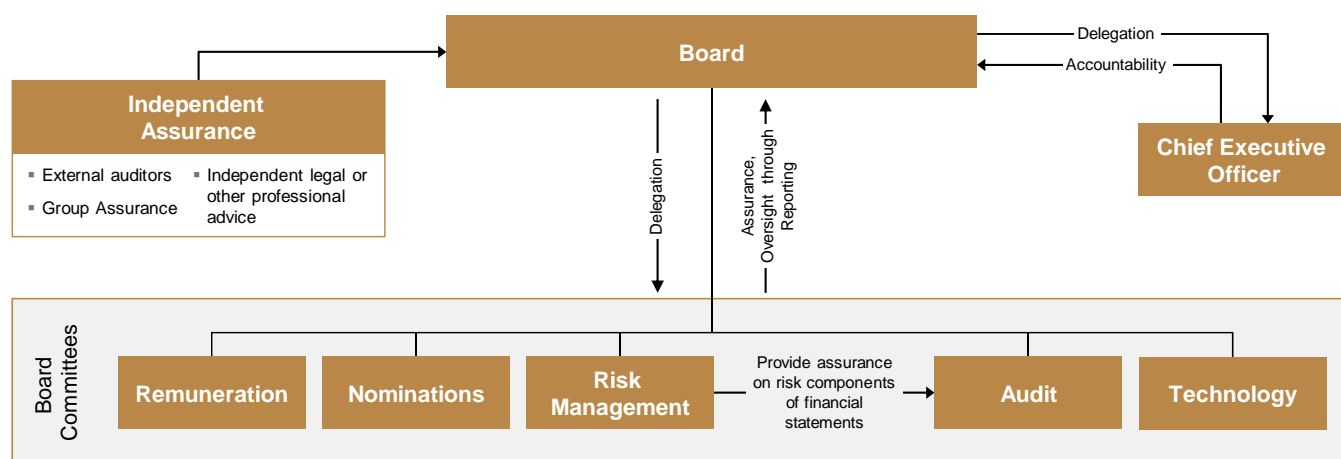 Board
Delegation
Accountability
Independent
Assurance
External auditors
Group Assurance
Independent legal or
other professional
advice
Chief Executive
Officer
Delegation
Assurance,
Oversight through
Reporting
Board
Committees
Remuneration
Nominations
Risk
Management
Provide assurance
on risk components
of financial
statements
Audit
Technology